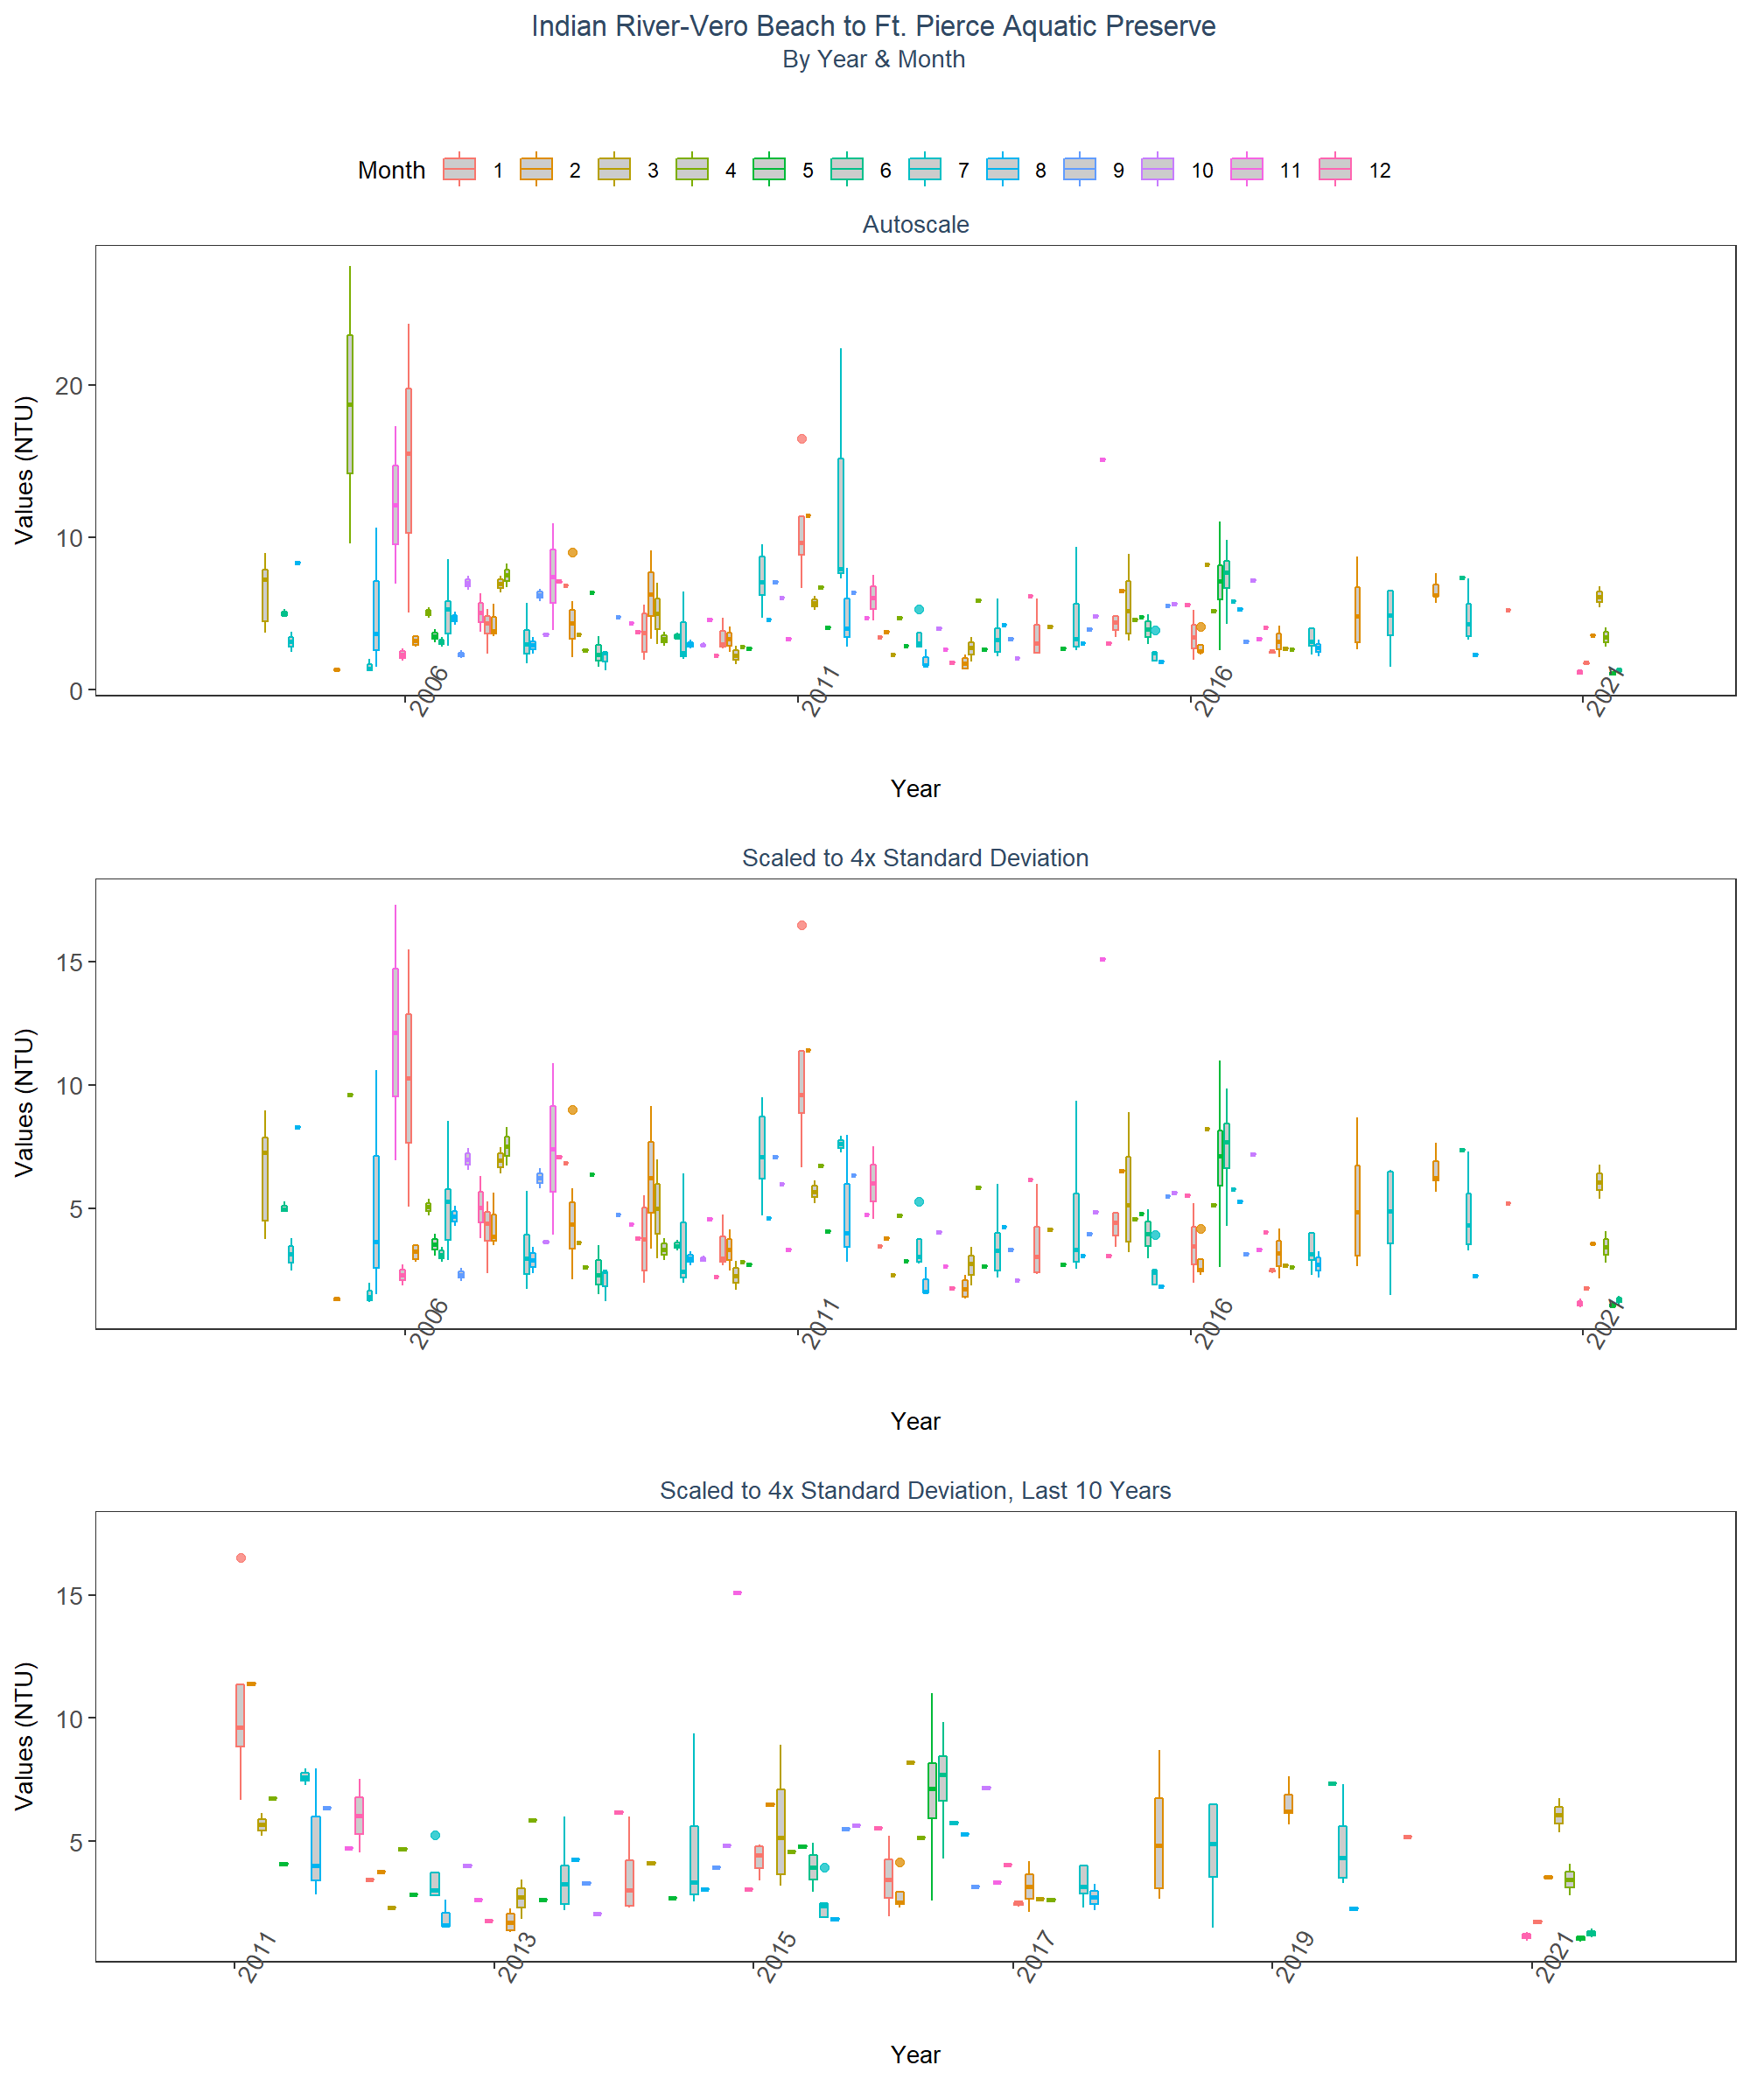 Indian River-Vero Beach to Ft. Pierce Aquatic Preserve
By Year & Month
Month 1 2 3 4 5 6 7 8 9 10 11 12
Autoscale
Values (NTU)
20
10
0
2006 2011 2016 2021
Year
Scaled to 4x Standard Deviation
Values (NTU)
15
10
5
2006 2011 2016 2021
Year
Scaled to 4x Standard Deviation, Last 10 Years
Values (NTU)
15
10
5
2011 2013 2015 2017 2019 2021
Year